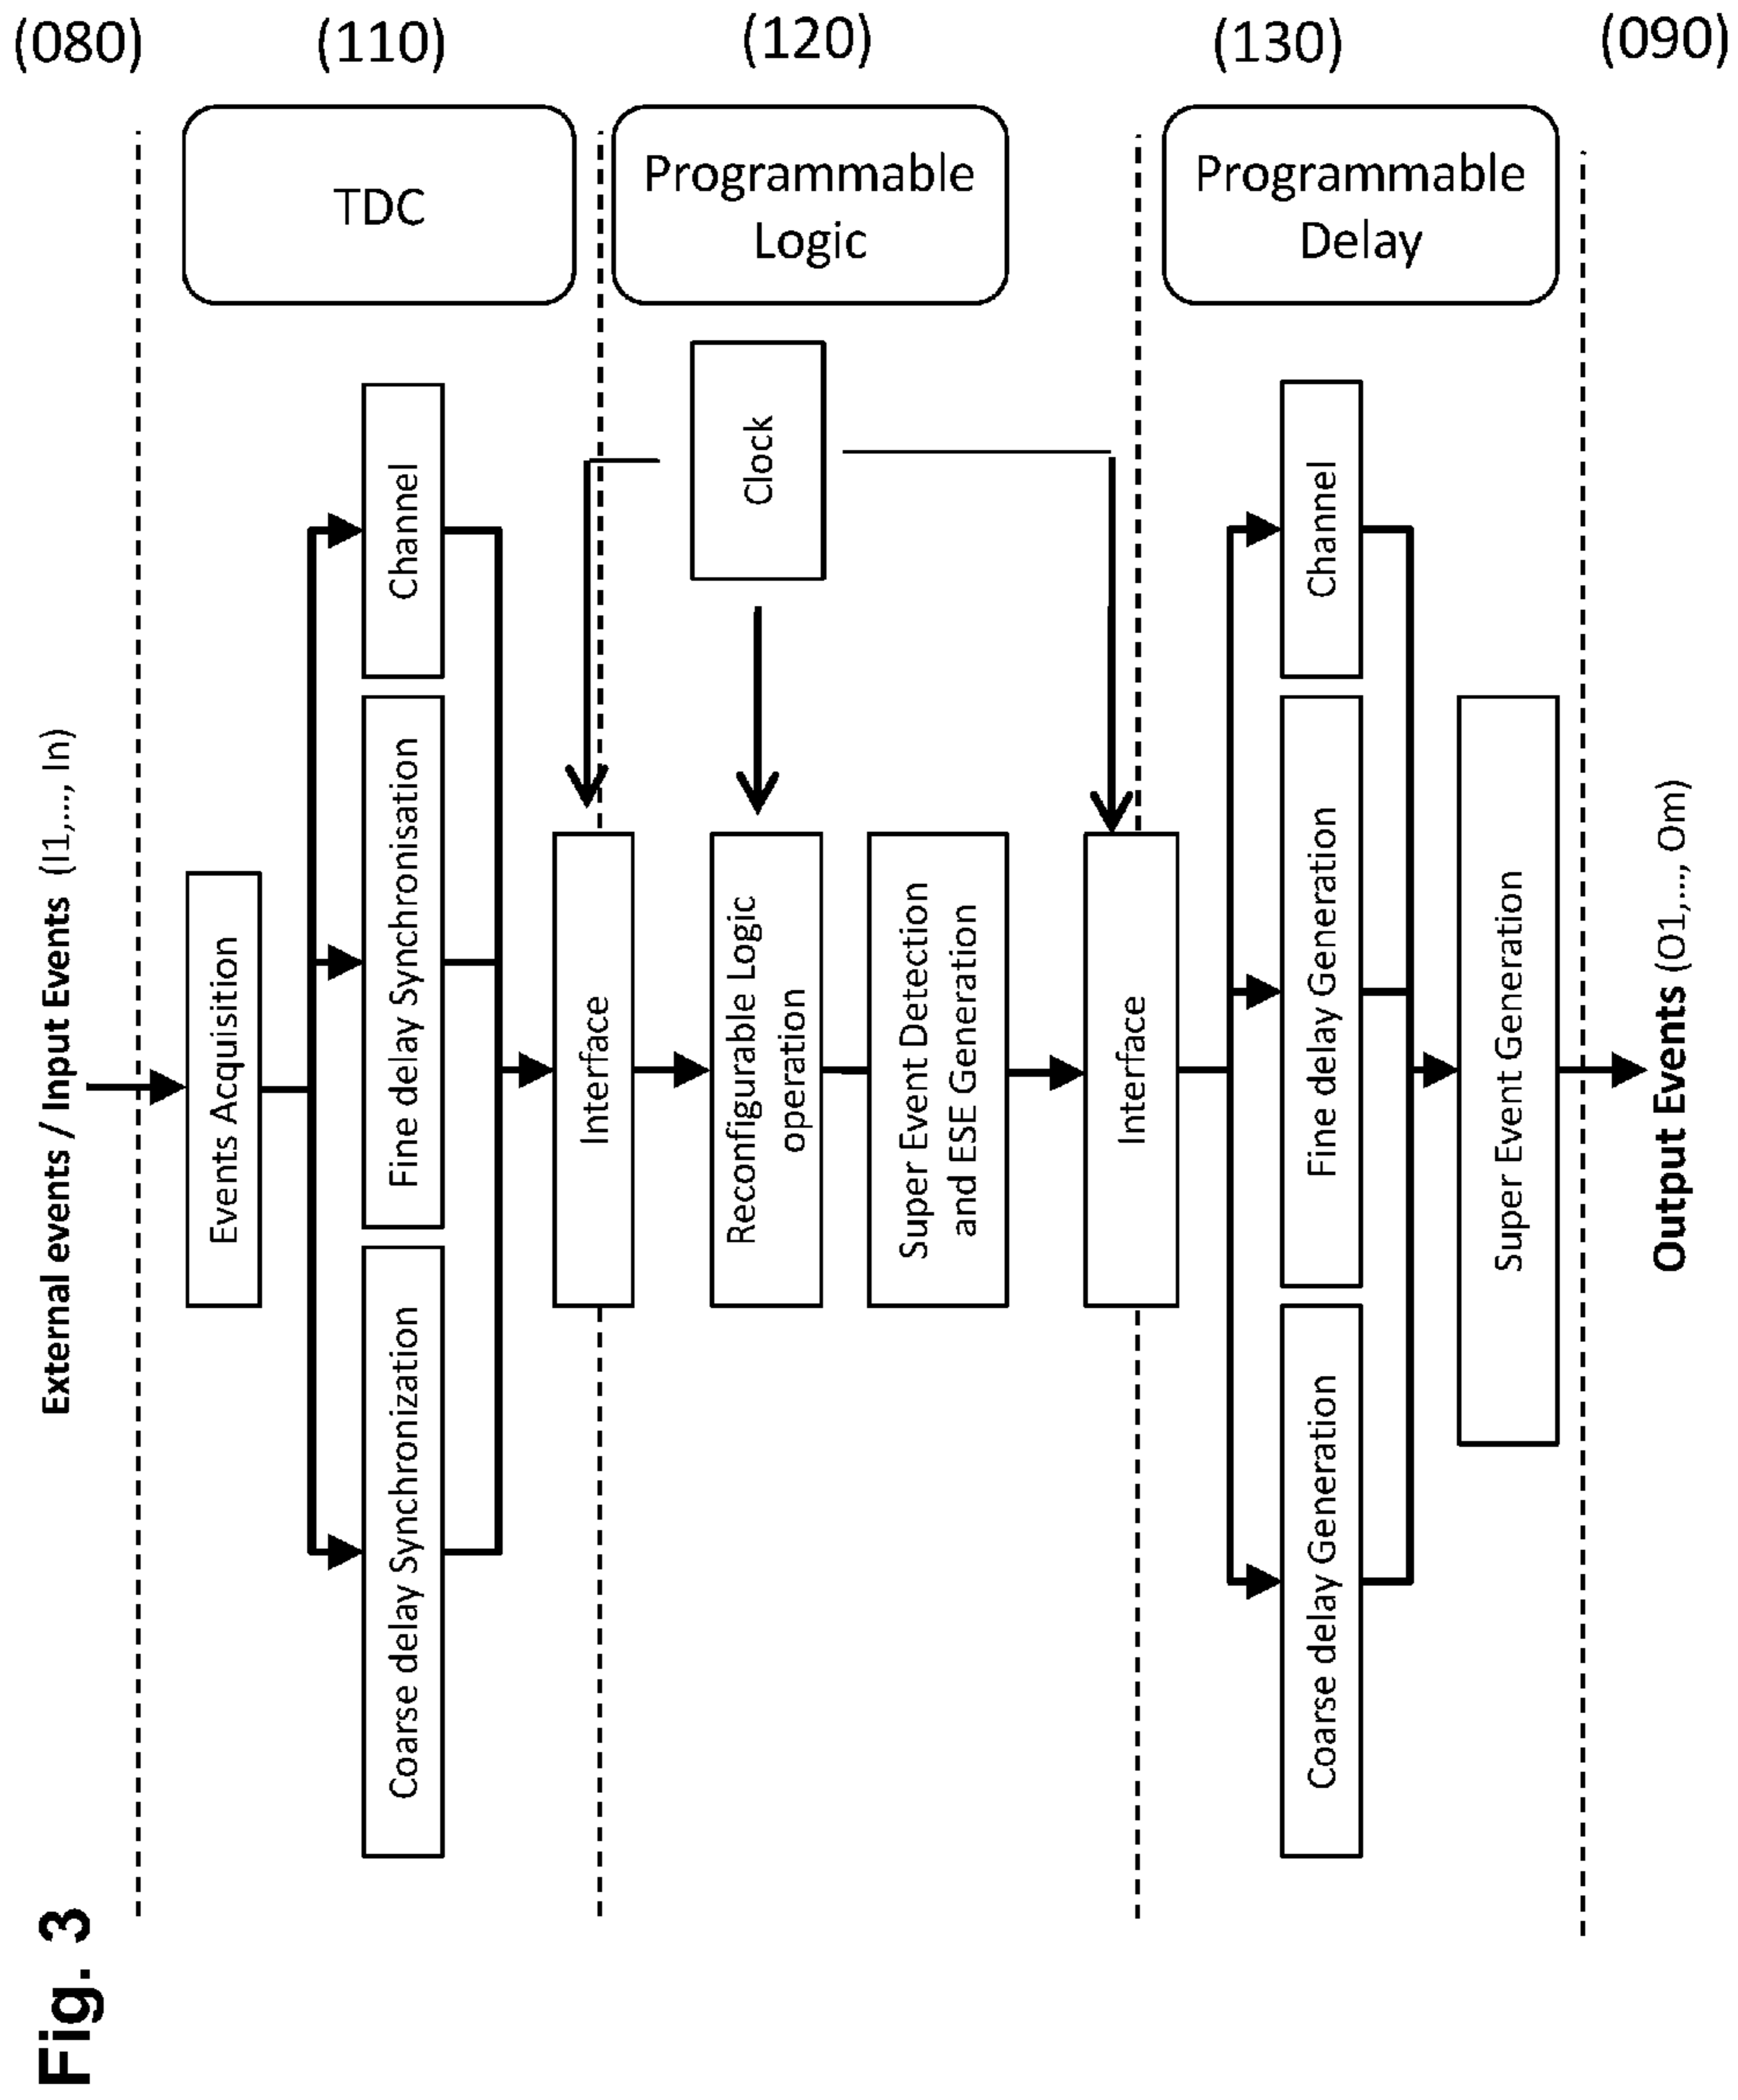 (080)
(110)
(120)
(130)
(090)
TDC
Programmable
Logic
Programmable
Delay
External events / Input Events (I1,..., In)
Events Acquisition
Coarse delay Synchronization
Fine delay Synchronisation
Channel
Interface
Clock
Reconfigurable Logic
operation
Super Event Detection
and ESE Generation
Interface
Coarse delay Generation
Fine delay Generation
Channel
Super Event Generation
Output Events (O1,..., Om)
Fig. 3